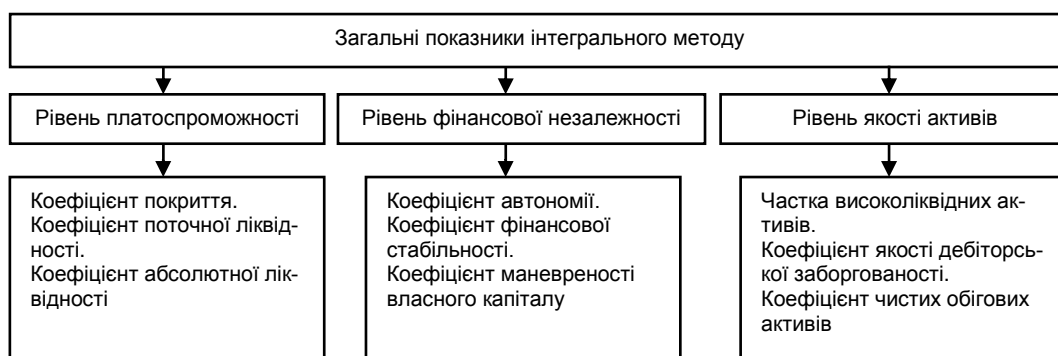 Загальні показники інтегрального методу
Рівень платоспроможності
Рівень фінансової незалежності
Рівень якості активів
Коефіцієнт покриття.
Коефіцієнт поточної ліквід-
ності.
Коефіцієнт абсолютної лік-
видності
Коефіцієнт автономії.
Коефіцієнт фінансової
стабільності.
Коефіцієнт маневреності
власного капіталу
Частка високоліквідних ак-
тивів.
Коефіцієнт якості дебіторсь-
кої заборгованості.
Коефіцієнт чистих обігових
активів